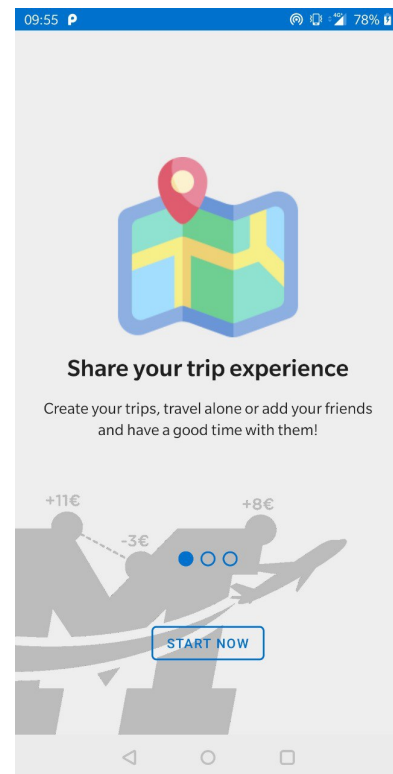 09:55
4G+ 78%
Share your trip experience
Create your trips, travel alone or add your friends
and have a good time with them!
+11€
+8€
-3€
START NOW